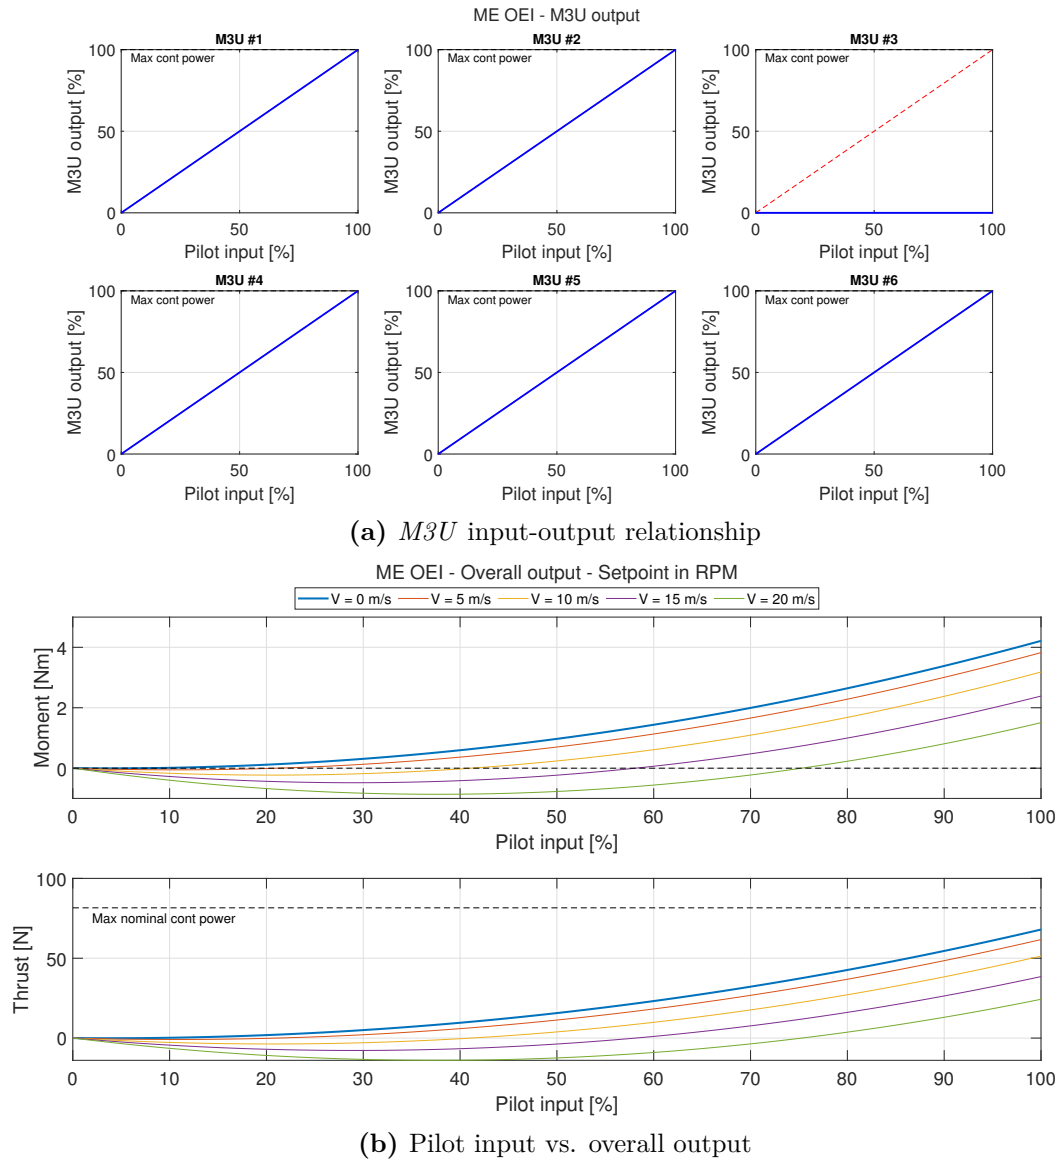 ME OEI - M3U output
M3U #1
M3U #2
M3U #3
Max cont power
Max cont power
Max cont power
M3U output [%]
M3U output [%]
M3U output [%]
100
50
0
100
50
0
100
50
0
0 50 100
0 50 100
0 50 100
Pilot input [%]
Pilot input [%]
Pilot input [%]
M3U #4
M3U #5
M3U #6
Max cont power
Max cont power
Max cont power
M3U output [%]
M3U output [%]
M3U output [%]
100
50
0
100
50
0
100
50
0
0 50 100
0 50 100
0 50 100
Pilot input [%]
Pilot input [%]
Pilot input [%]
(a) M3U input-output relationship
ME OEI - Overall output - Setpoint in RPM
V = 0 m/s V = 5 m/s V = 10 m/s V = 15 m/s V = 20 m/s
Moment [Nm]
4
2
0
0 10 20 30 40 50 60 70 80 90 100
Pilot input [%]
Thrust [N]
100
50
0
Max nominal cont power
0 10 20 30 40 50 60 70 80 90 100
Pilot input [%]
(b) Pilot input vs. overall output